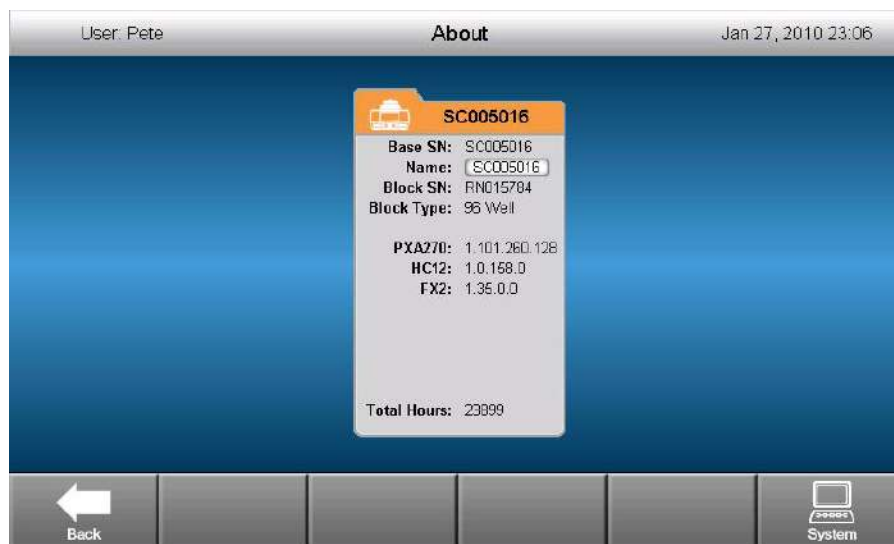 User: Pete About Jan 27, 2010 23:06
SC005016
Base SN: SC005016
Name: SC005016
Block SN: RN015784
Block Type: 96 Well
PXA270: 1.101.260.128
HC12: 1.0.158.0
FX2: 1.35.0.0
Total Hours: 23899
Back System